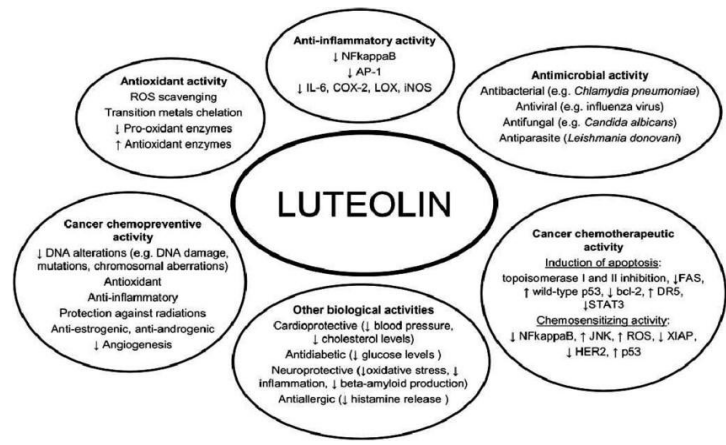 Anti-inflammatory activity
↓ NFkappaB
↓ AP-1
↓ IL-6, COX-2, LOX, iNOS
Antioxidant activity
ROS scavenging
Transition metals chelation
↓ Pro-oxidant enzymes
↑ Antioxidant enzymes
Antimicrobial activity
Antibacterial (e.g. Chlamydia pneumoniae)
Antiviral (e.g. influenza virus)
Antifungal (e.g. Candida albicans)
Antiparasite (Leishmania donovani)
LUTEOLIN
Cancer chemopreventive
activity
↓ DNA alterations (e.g. DNA damage,
mutations, chromosomal aberrations)
Antioxidant
Anti-inflammatory
Protection against radiations
Anti-estrogenic, anti-androgenic
↓ Angiogenesis
Cancer chemotherapeutic
activity
Induction of apoptosis:
topoisomerase I and II inhibition, ↓FAS,
↑ wild-type p53, ↓ bcl-2, ↑ DR5,
↓STAT3
Chemosensitizing activity:
↓ NFkappaB, ↑ JNK, ↑ ROS, ↓ XIAP,
↓ HER2, ↑ p53
Other biological activities
Cardioprotective (↓ blood pressure,
↓ cholesterol levels)
Antidiabetic (↓ glucose levels )
Neuroprotective (↓oxidative stress, ↓
inflammation, ↓ beta-amyloid production)
Antiallergic (↓ histamine release )